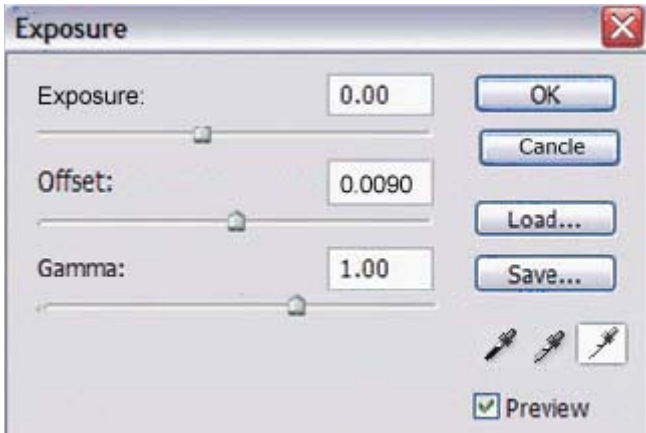 Exposure
Exposure: 0.00
OK
Cancle
Offset: 0.0090
Load...
Gamma: 1.00
Save...
Preview